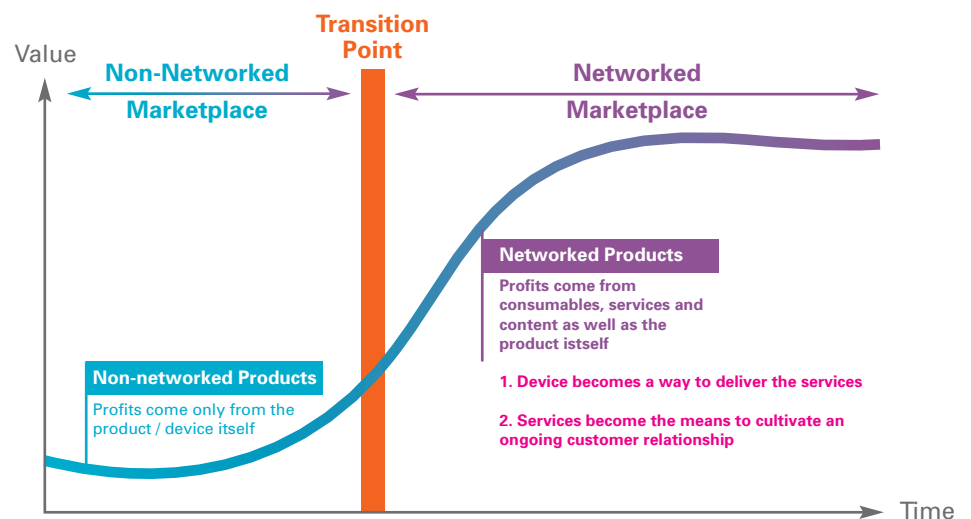 Transition
Point
Value
Non-Networked
Marketplace
Networked
Marketplace
Networked Products
Profits come from
consumables, services and
content as well as the
product istself
Non-networked Products
Profits come only from the
product / device itself
1. Device becomes a way to deliver the services
2. Services become the means to cultivate an
ongoing customer relationship
Time